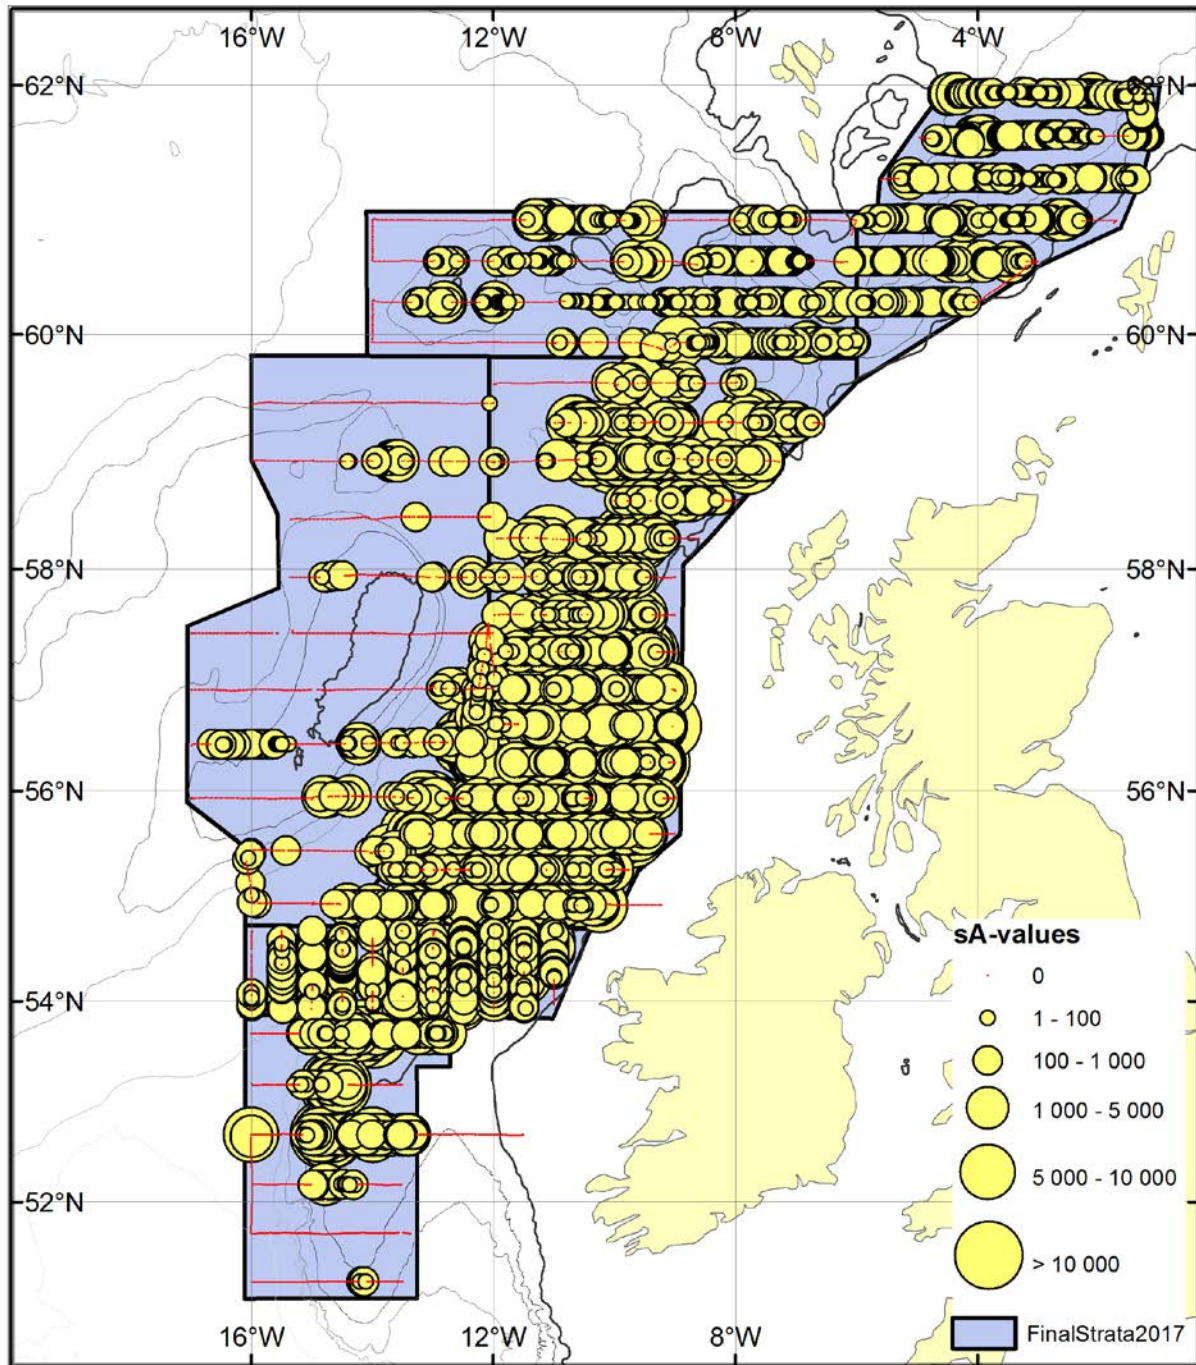 16°W 12°W 8°W 4°W
62°N 62°N
60°N 60°N
58°N 58°N
56°N 56°N
54°N 54°N
52°N
16°W 12°W 8°W
sA-values
0
1 - 100
100 - 1 000
1 000 - 5 000
5 000 - 10 000
> 10 000
FinalStrata2017